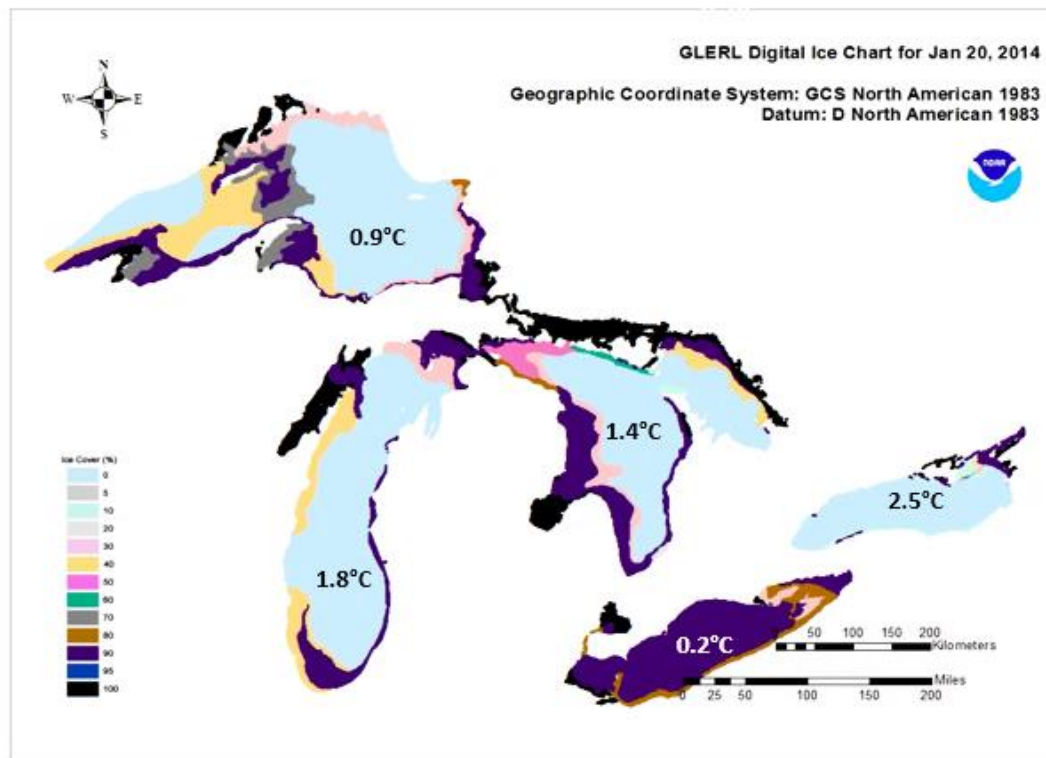 GLERL Digital Ice Chart for Jan 20, 2014
Geographic Coordinate System: GCS North American 1983
Datum: D North American 1983
N
W E
S
NOAA
0.9°C
1.4°C
2.5°C
1.8°C
0.2°C
Ice Cover (%)
0
5
10
20
30
40
50
60
70
80
90
95
100
50 100 150 200
Kilometers
Miles
0 25 50 100 150 200